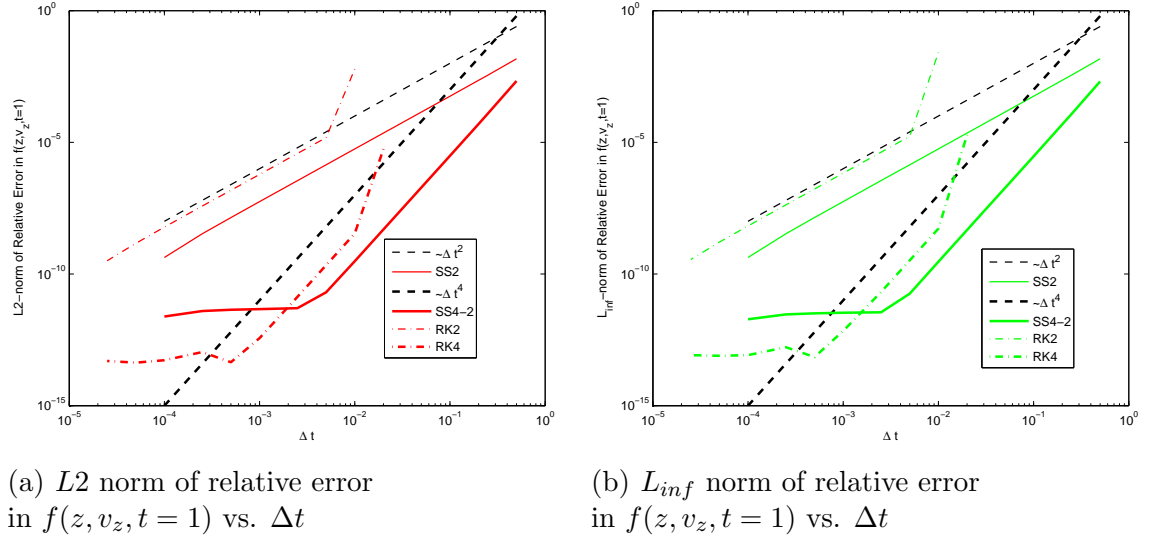 L2−norm of Relative Error in f(z,v_z,t=1)
10^0
10^−5
10^−10
10^−15
10^−5 10^−4 10^−3 10^−2 10^−1 10^0
Δ t
~Δ t^2
SS2
~Δ t^4
SS4−2
RK2
RK4
L_inf−norm of Relative Error in f(z,v_z,t=1)
10^0
10^−5
10^−10
10^−15
10^−5 10^−4 10^−3 10^−2 10^−1 10^0
Δ t
~Δ t^2
SS2
~Δ t^4
SS4−2
RK2
RK4
(a) L2 norm of relative error
in f(z, v_z, t = 1) vs. Δt
(b) L_inf norm of relative error
in f(z, v_z, t = 1) vs. Δt